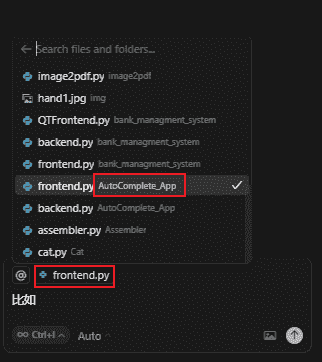 Search files and folders...
image2pdf.py image2pdf
hand1.jpg img
QTFrontend.py bank_managment_system
backend.py bank_managment_system
frontend.py bank_managment_system
frontend.py AutoComplete_App
backend.py AutoComplete_App
assembler.py Assembler
cat.py Cat
@ frontend.py
比如
Ctrl+I Auto